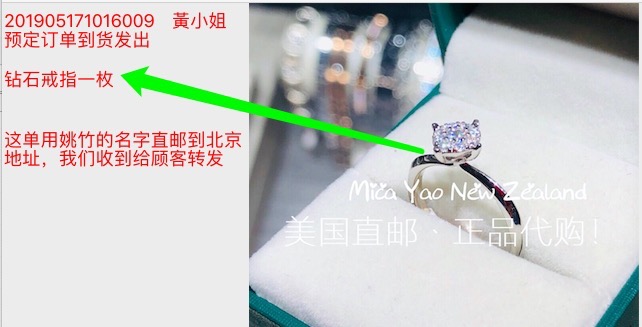 201905171016009 黃小姐
预定订单到货发出
钻石戒指一枚
这单用姚竹的名字直邮到北京
地址，我们收到给顾客转发
Mica Yao New Zealand
美国直邮、正品代购！